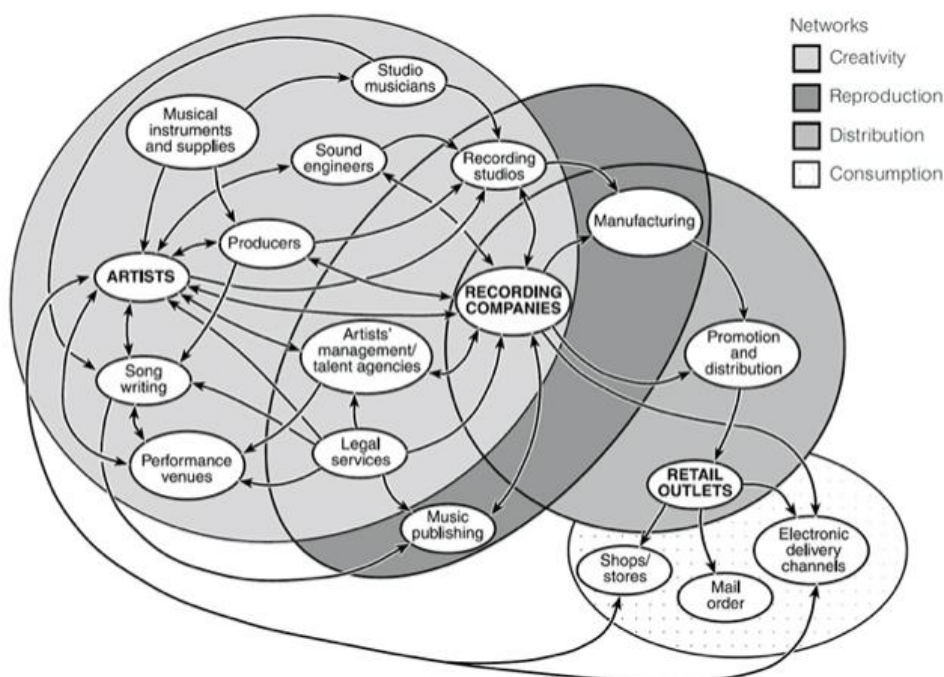 Networks
Creativity
Reproduction
Distribution
Consumption
Studio
musicians
Musical
instruments
and supplies
Sound
engineers
Recording
studios
Manufacturing
Producers
ARTISTS
RECORDING
COMPANIES
Artists'
management/
talent agencies
Promotion
and
distribution
Song
writing
Legal
services
Performance
venues
RETAIL
OUTLETS
Music
publishing
Electronic
delivery
channels
Shops/
stores
Mail
order